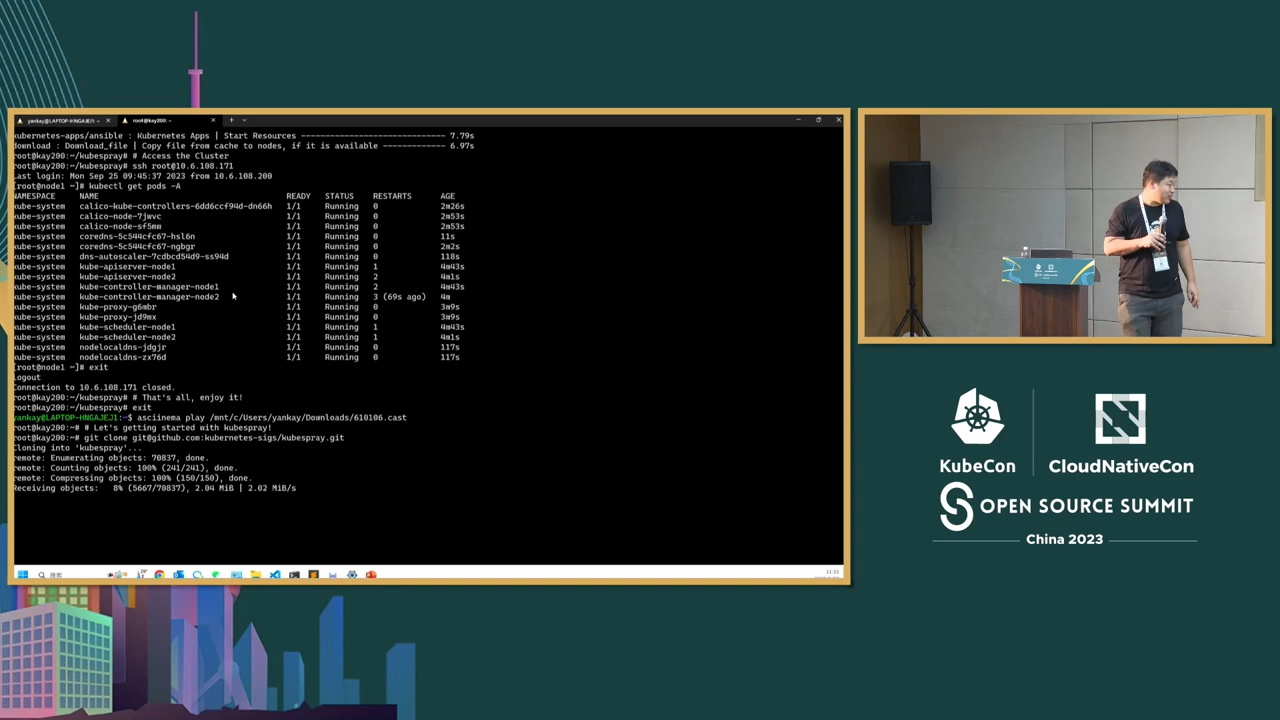 yankay@LAPTOP-HNGAJEJ1: ~
root@kay200: ~
kubernetes-apps/ansible : Kubernetes Apps | Start Resources ----------------------------- 7.79s
download : Download_file | Copy file from cache to nodes, if it is available ------------- 6.97s
root@kay200:~/kubespray# # Access the Cluster
root@kay200:~/kubespray# ssh root@10.6.108.171
Last login: Mon Sep 25 09:45:37 2023 from 10.6.108.200
[root@node1 ~]# kubectl get pods -A
NAMESPACE NAME READY STATUS RESTARTS AGE
kube-system calico-kube-controllers-6dd6ccf94d-dn66h 1/1 Running 0 2m26s
kube-system calico-node-7jwvc 1/1 Running 0 2m53s
kube-system calico-node-sf5mm 1/1 Running 0 2m53s
kube-system coredns-5c544cfc67-hsl6n 1/1 Running 0 11s
kube-system coredns-5c544cfc67-ngbgr 1/1 Running 0 2m2s
kube-system dns-autoscaler-7cdbcd54d9-ss94d 1/1 Running 0 118s
kube-system kube-apiserver-node1 1/1 Running 1 4m43s
kube-system kube-apiserver-node2 1/1 Running 2 4m1s
kube-system kube-controller-manager-node1 1/1 Running 2 4m43s
kube-system kube-controller-manager-node2 1/1 Running 3 (69s ago) 4m
kube-system kube-proxy-g6mbr 1/1 Running 0 3m9s
kube-system kube-proxy-jd9mx 1/1 Running 0 3m9s
kube-system kube-scheduler-node1 1/1 Running 1 4m43s
kube-system kube-scheduler-node2 1/1 Running 1 4m1s
kube-system nodelocaldns-jdgjr 1/1 Running 0 117s
kube-system nodelocaldns-zx76d 1/1 Running 0 117s
[root@node1 ~]# exit
logout
Connection to 10.6.108.171 closed.
root@kay200:~/kubespray# # That's all, enjoy it!
root@kay200:~/kubespray# exit
yankay@LAPTOP-HNGAJEJ1:~$ asciinema play /mnt/c/Users/yankay/Downloads/610106.cast
root@kay200:~# # Let's getting started with kubespray!
root@kay200:~# git clone git@github.com:kubernetes-sigs/kubespray.git
Cloning into 'kubespray'...
remote: Enumerating objects: 70837, done.
remote: Counting objects: 100% (241/241), done.
remote: Compressing objects: 100% (150/150), done.
Receiving objects: 8% (5667/70837), 2.04 MiB | 2.02 MiB/s
搜索
KubeCon
CloudNativeCon
OPEN SOURCE SUMMIT
China 2023